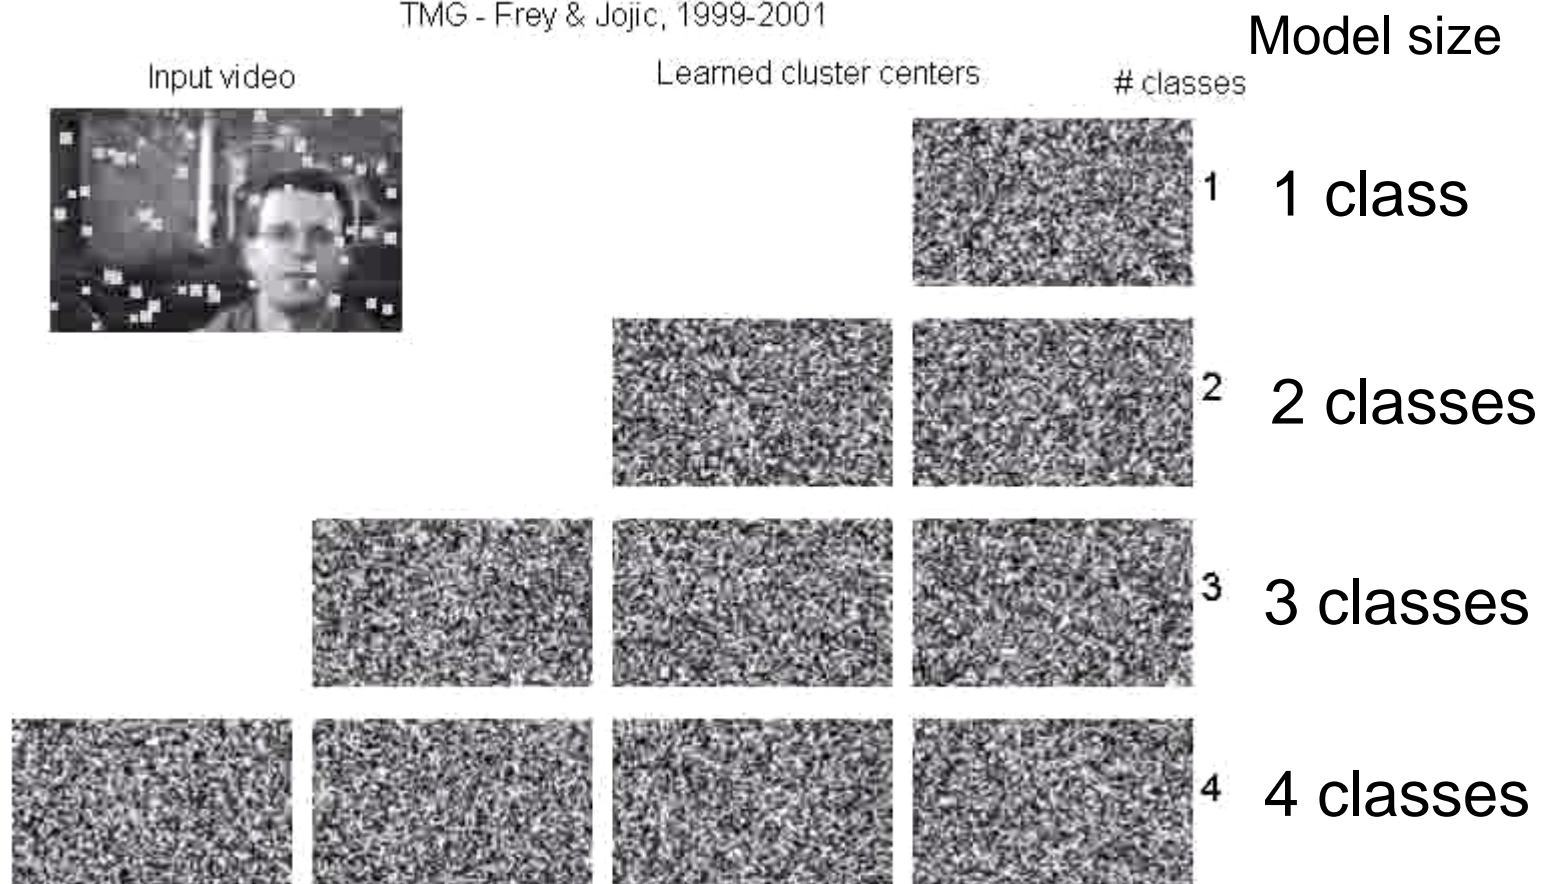 TMG - Frey & Jojic, 1999-2001
Model size
Input video
Learned cluster centers
# classes
1
1 class
2
2 classes
3
3 classes
4
4 classes